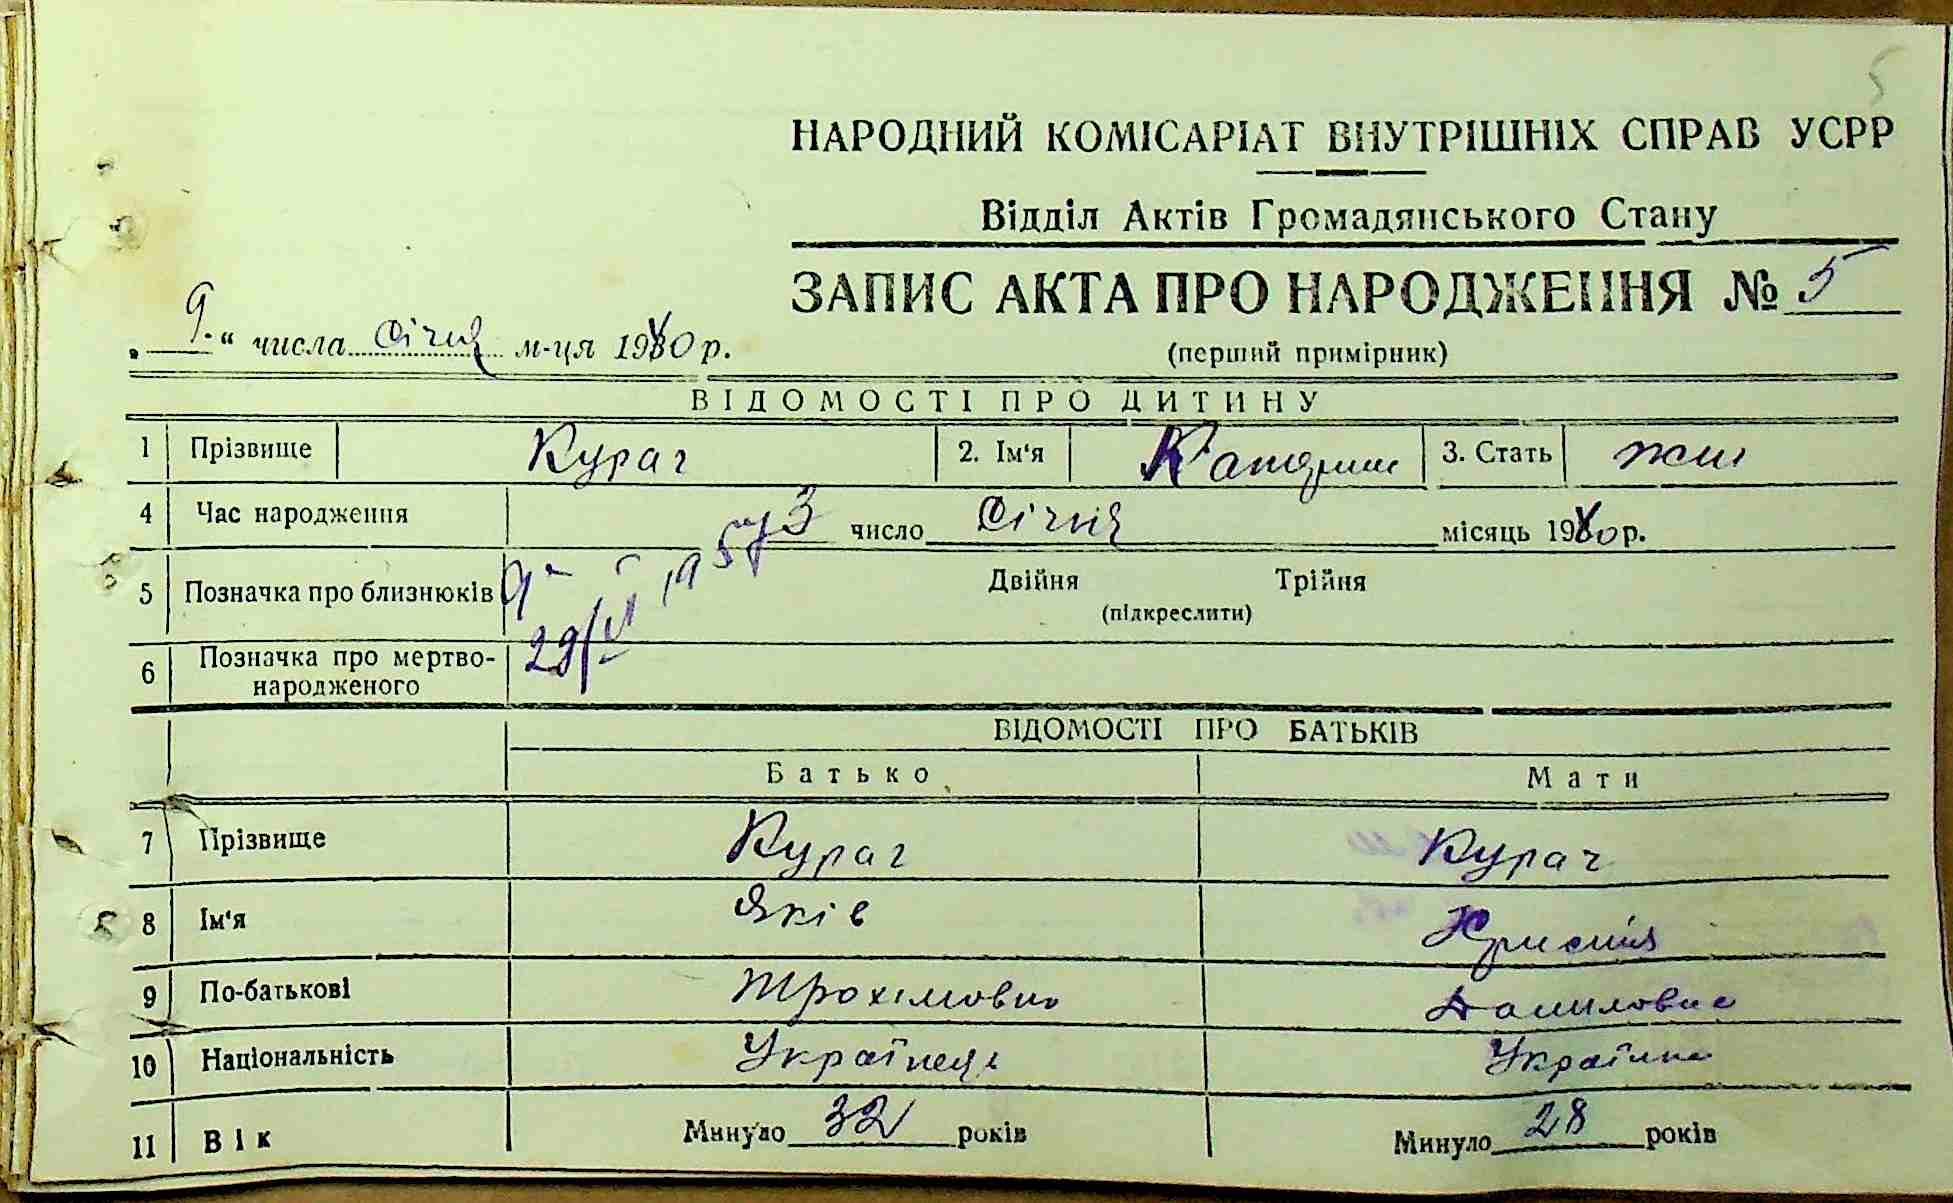 5
НАРОДНИЙ КОМІСАРІАТ ВНУТРІШНІХ СПРАВ УСРР
Відділ Актів Громадянського Стану
ЗАПИС АКТА ПРО НАРОДЖЕННЯ № 5
„ 9. “ числа Січня м-ця 1940 р.
(перший примірник)
ВІДОМОСТІ ПРО ДИТИНУ
1 Прізвище Курач 2. Ім'я 3. Стать жін
4 Час народження 3 число Січня місяць 1940 р.
5 Позначка про близнюків Двійня Трійня
(підкреслити)
6 Позначка про мертво-
народженого
ВІДОМОСТІ ПРО БАТЬКІВ
Батько Мати
7 Прізвище Курач Курач
8 Ім'я Яків
9 По-батькові Трохимович Даниловна
10 Національність Українець Українка
11 Вік Минуло 32 років Минуло 28 років